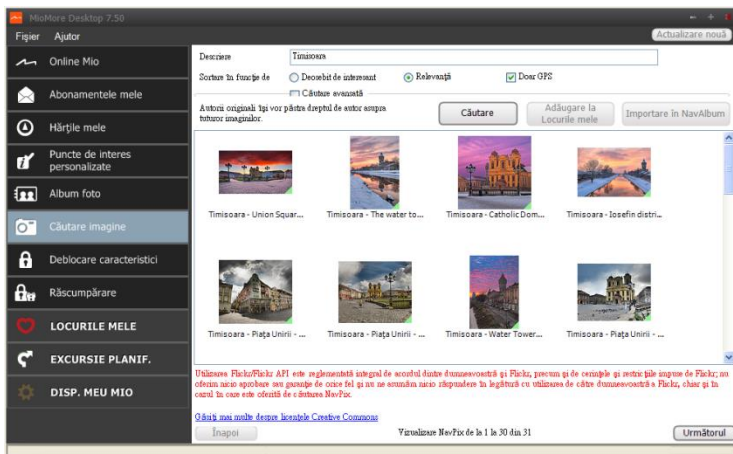 MioMore Desktop 7.50
Fișier Ajutor
Actualizare nouă
Online Mio
Abonamentele mele
Hărțile mele
Puncte de interes
personalizate
Album foto
Căutare imagine
Deblocare caracteristici
Răscumpărare
LOCURILE MELE
EXCURSIE PLANIF.
DISP. MEU MIO
Descriere Timisoara
Sortare în funcție de Deosebit de interesant Relevanță Doar GPS
Căutare avansată
Autorii originali își vor păstra dreptul de autor asupra
tuturor imaginilor.
Căutare
Adăugare la
Locurile mele
Importare în NavAlbum
Timisoara - Union Squar... Timisoara - The water to... Timisoara - Catholic Dom... Timisoara - Iosefin distri...
Timisoara - Piața Unirii - ... Timisoara - Piața Unirii - ... Timisoara - Water Tower... Timisoara - Piața Unirii - ...
Utilizarea Flickr/Flickr API este reglementată integral de acordul dintre dumneavoastră și Flickr, precum și de cerințele și restricțiile impuse de Flickr; nu
oferim nicio aprobare sau garanție de orice fel și nu ne asumăm nicio răspundere în legătură cu utilizarea de către dumneavoastră a Flickr, chiar și în
cazul în care este oferită de căutarea NavPix.
Găsiți mai multe despre licențele Creative Commons
Înapoi Vizualizare NavPix de la 1 la 30 din 31 Următorul